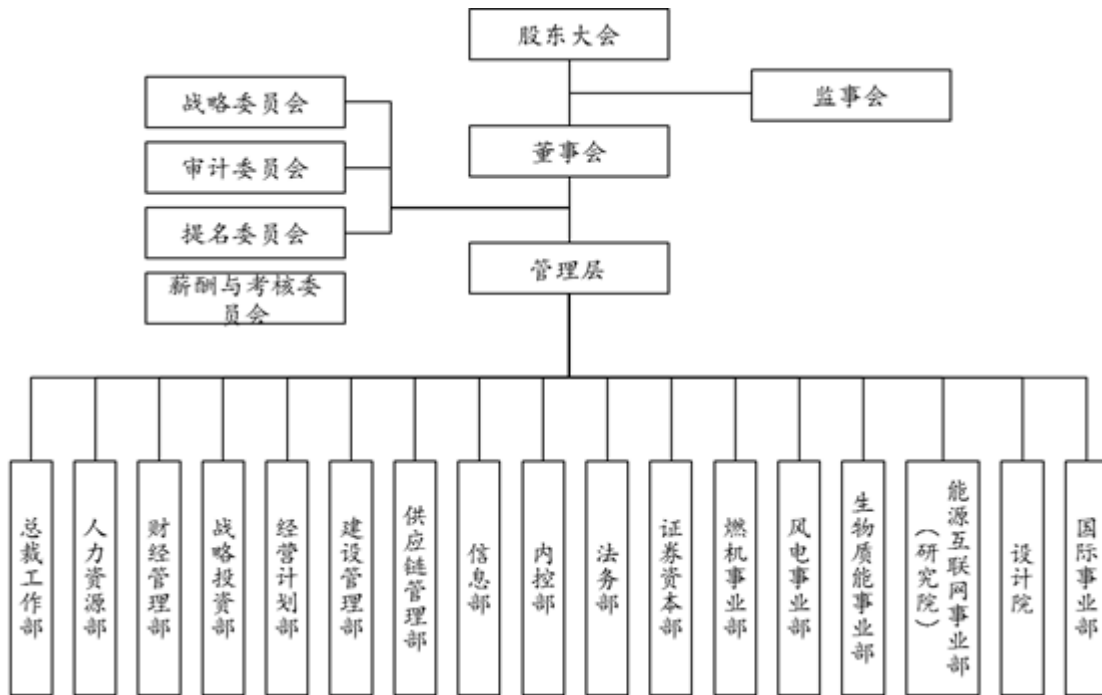 股东大会
监事会
战略委员会
董事会
审计委员会
提名委员会
管理层
薪酬与考核委
员会
总裁工作部
人力资源部
财经管理部
战略投资部
经营计划部
建设管理部
供应链管理部
信息部
内控部
法务部
证券资本部
燃机事业部
风电事业部
生物质能事业部
能源互联网事业部
(研究院)
设计院
国际事业部